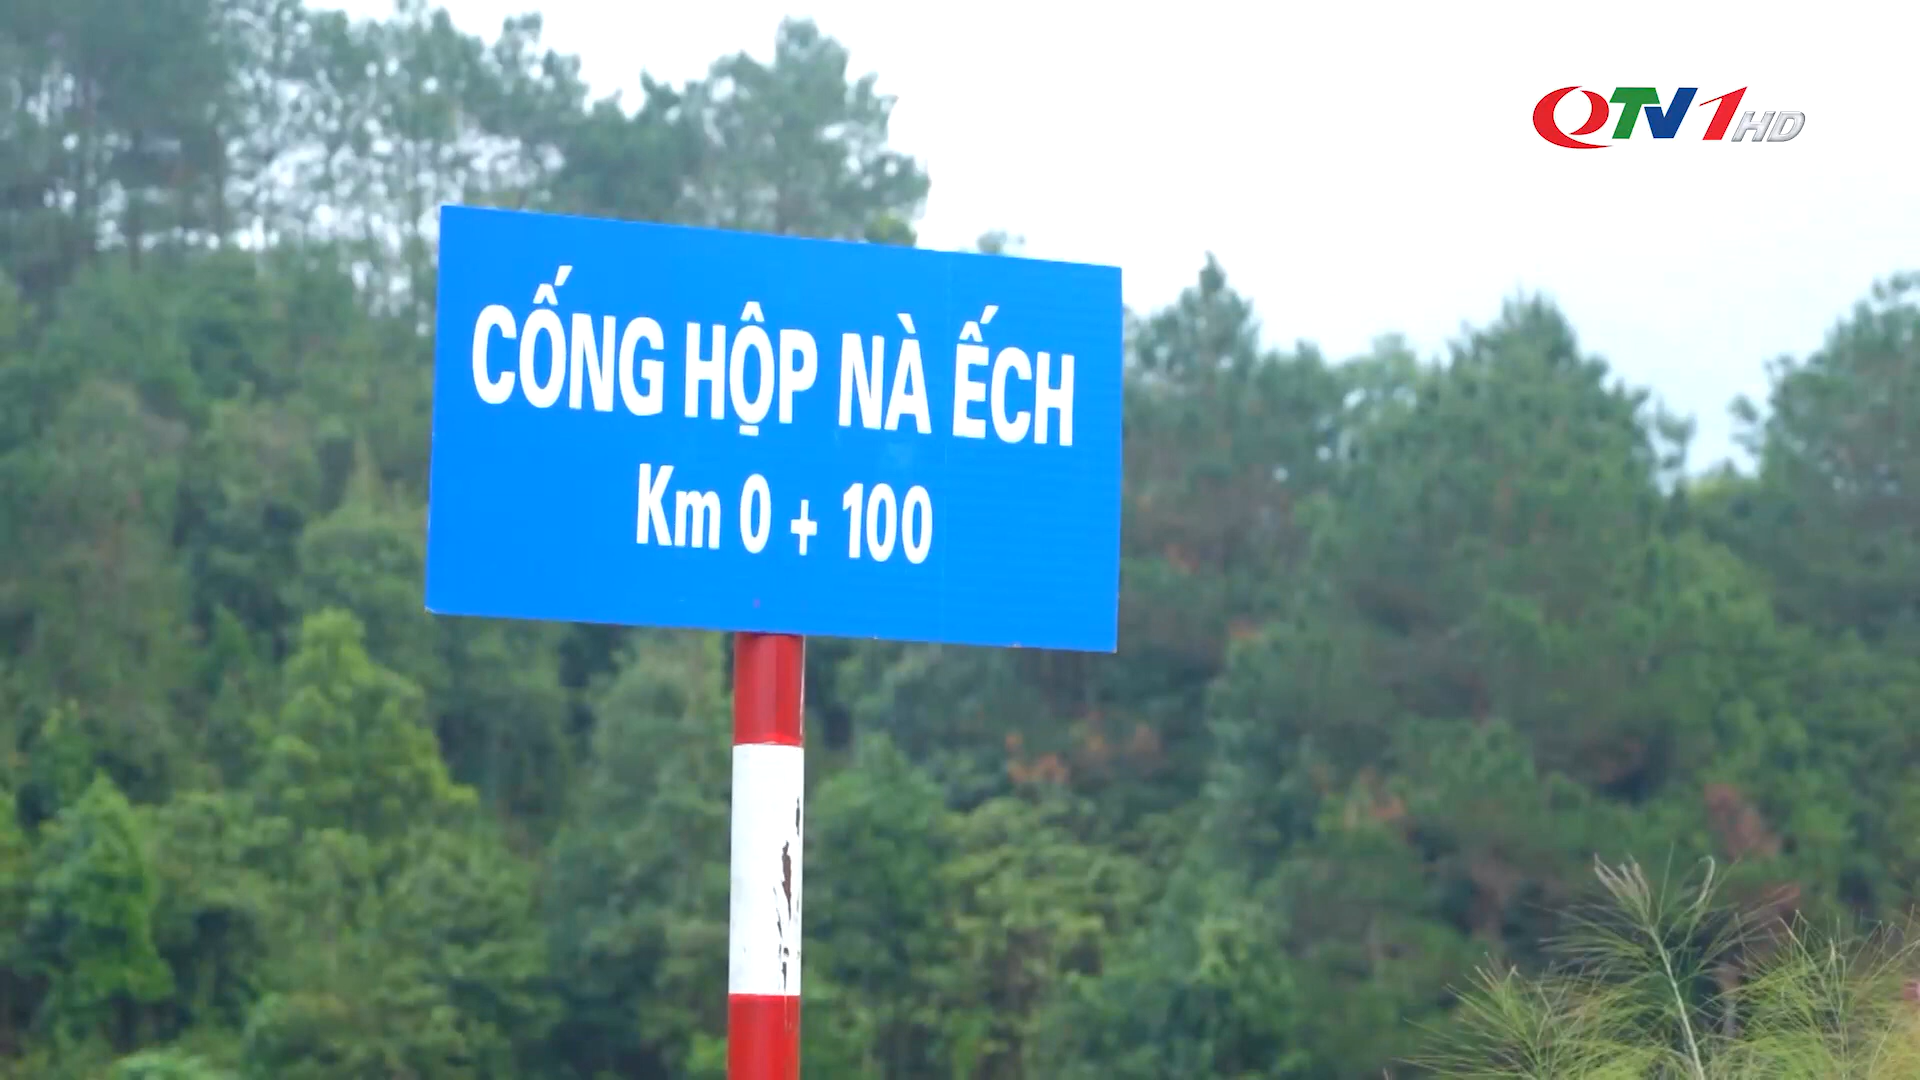 QTV1HD
CỐNG HỘP NÀ ẾCH
Km 0 + 100